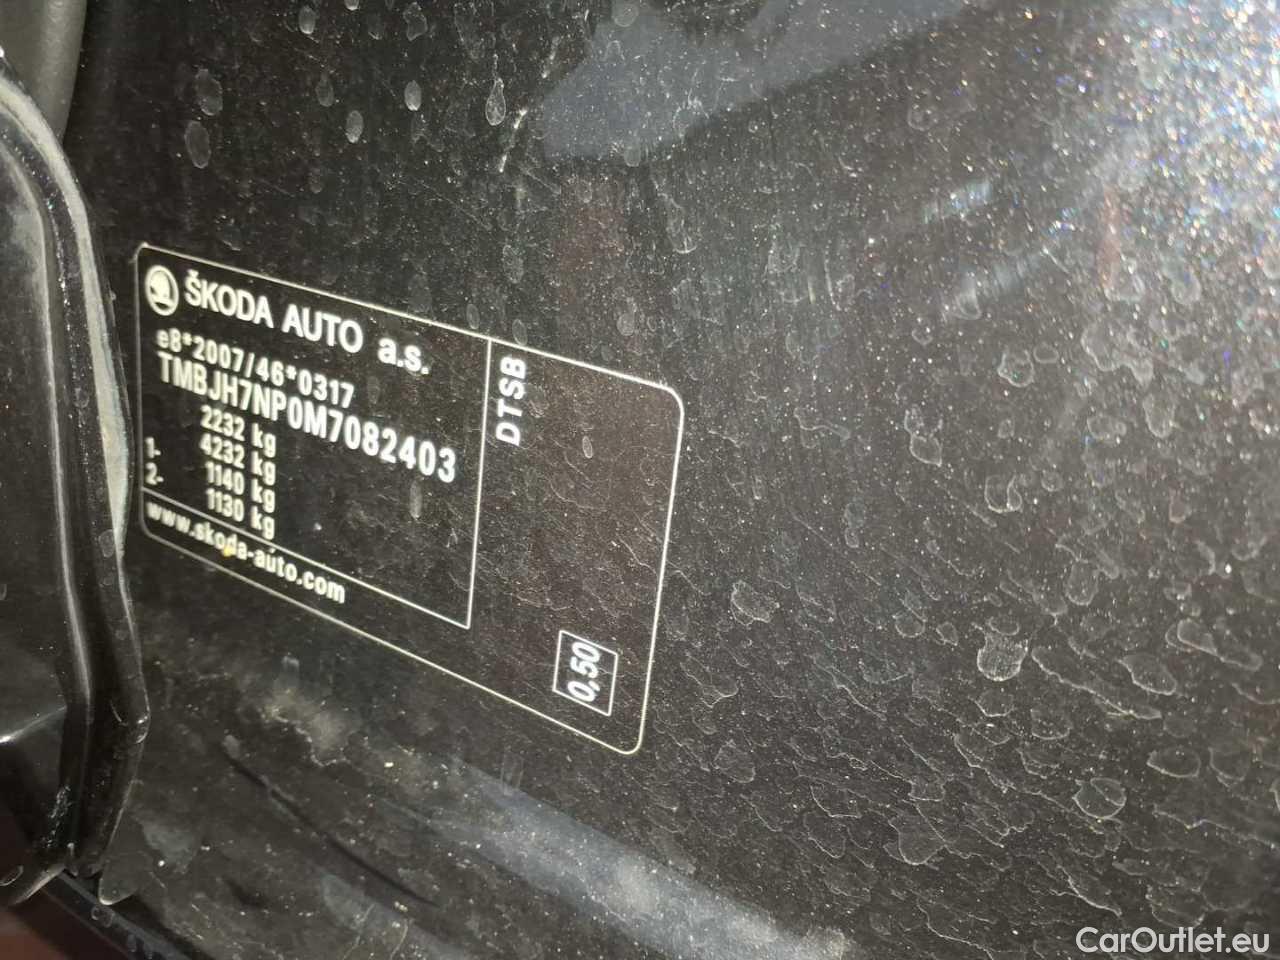 ŠKODA AUTO a.s.
e8*2007/46*0317
TMBJH7NP0M7082403
2232 kg
4232 kg
1- 1140 kg
2- 1130 kg
www.skoda-auto.com
DTSB
0,50
CarOutlet.eu